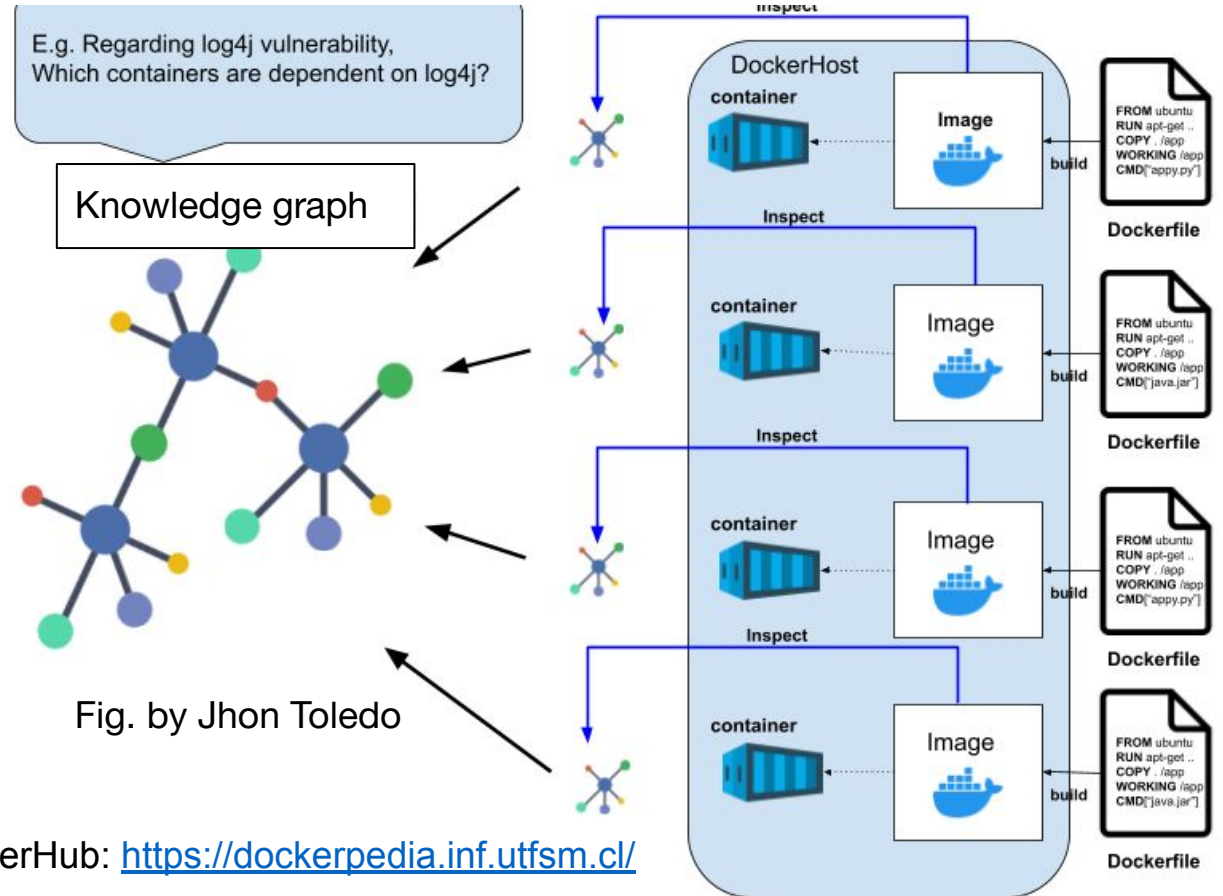 Inspect
E.g. Regarding log4j vulnerability,
Which containers are dependent on log4j?
Knowledge graph
DockerHost
container
Image
build
FROM ubuntu
RUN apt-get ..
COPY . /app
WORKING /app
CMD["appy.py"]
Dockerfile
Inspect
container
Image
build
FROM ubuntu
RUN apt-get ..
COPY . /app
WORKING /app
CMD["java.jar"]
Dockerfile
Inspect
container
Image
build
FROM ubuntu
RUN apt-get ..
COPY . /app
WORKING /app
CMD["appy.py"]
Dockerfile
Inspect
container
Image
build
FROM ubuntu
RUN apt-get ..
COPY . /app
WORKING /app
CMD["java.jar"]
Dockerfile
Fig. by Jhon Toledo
erHub: https://dockerpedia.inf.utfsm.cl/